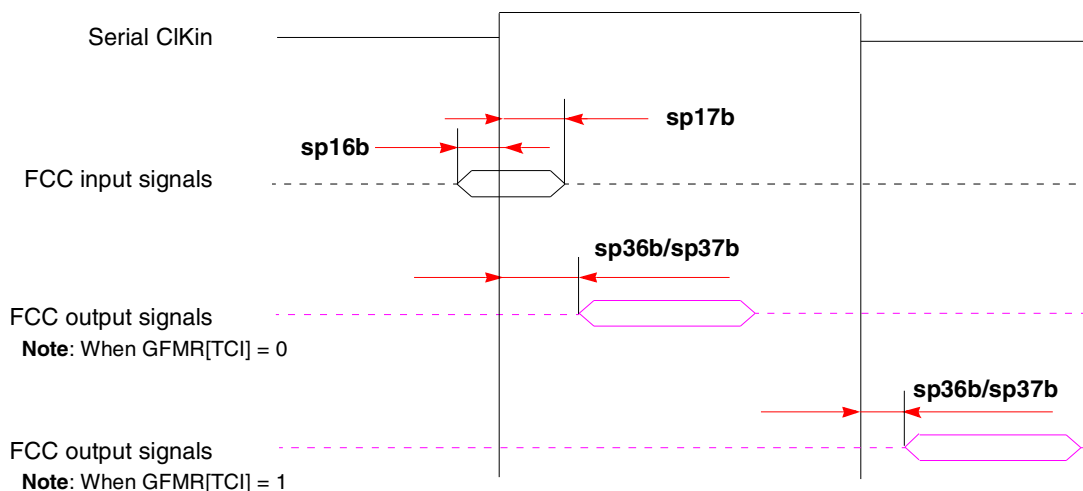 Serial ClKin
sp17b
sp16b
FCC input signals
sp36b/sp37b
FCC output signals
Note: When GFMR[TCI] = 0
sp36b/sp37b
FCC output signals
Note: When GFMR[TCI] = 1